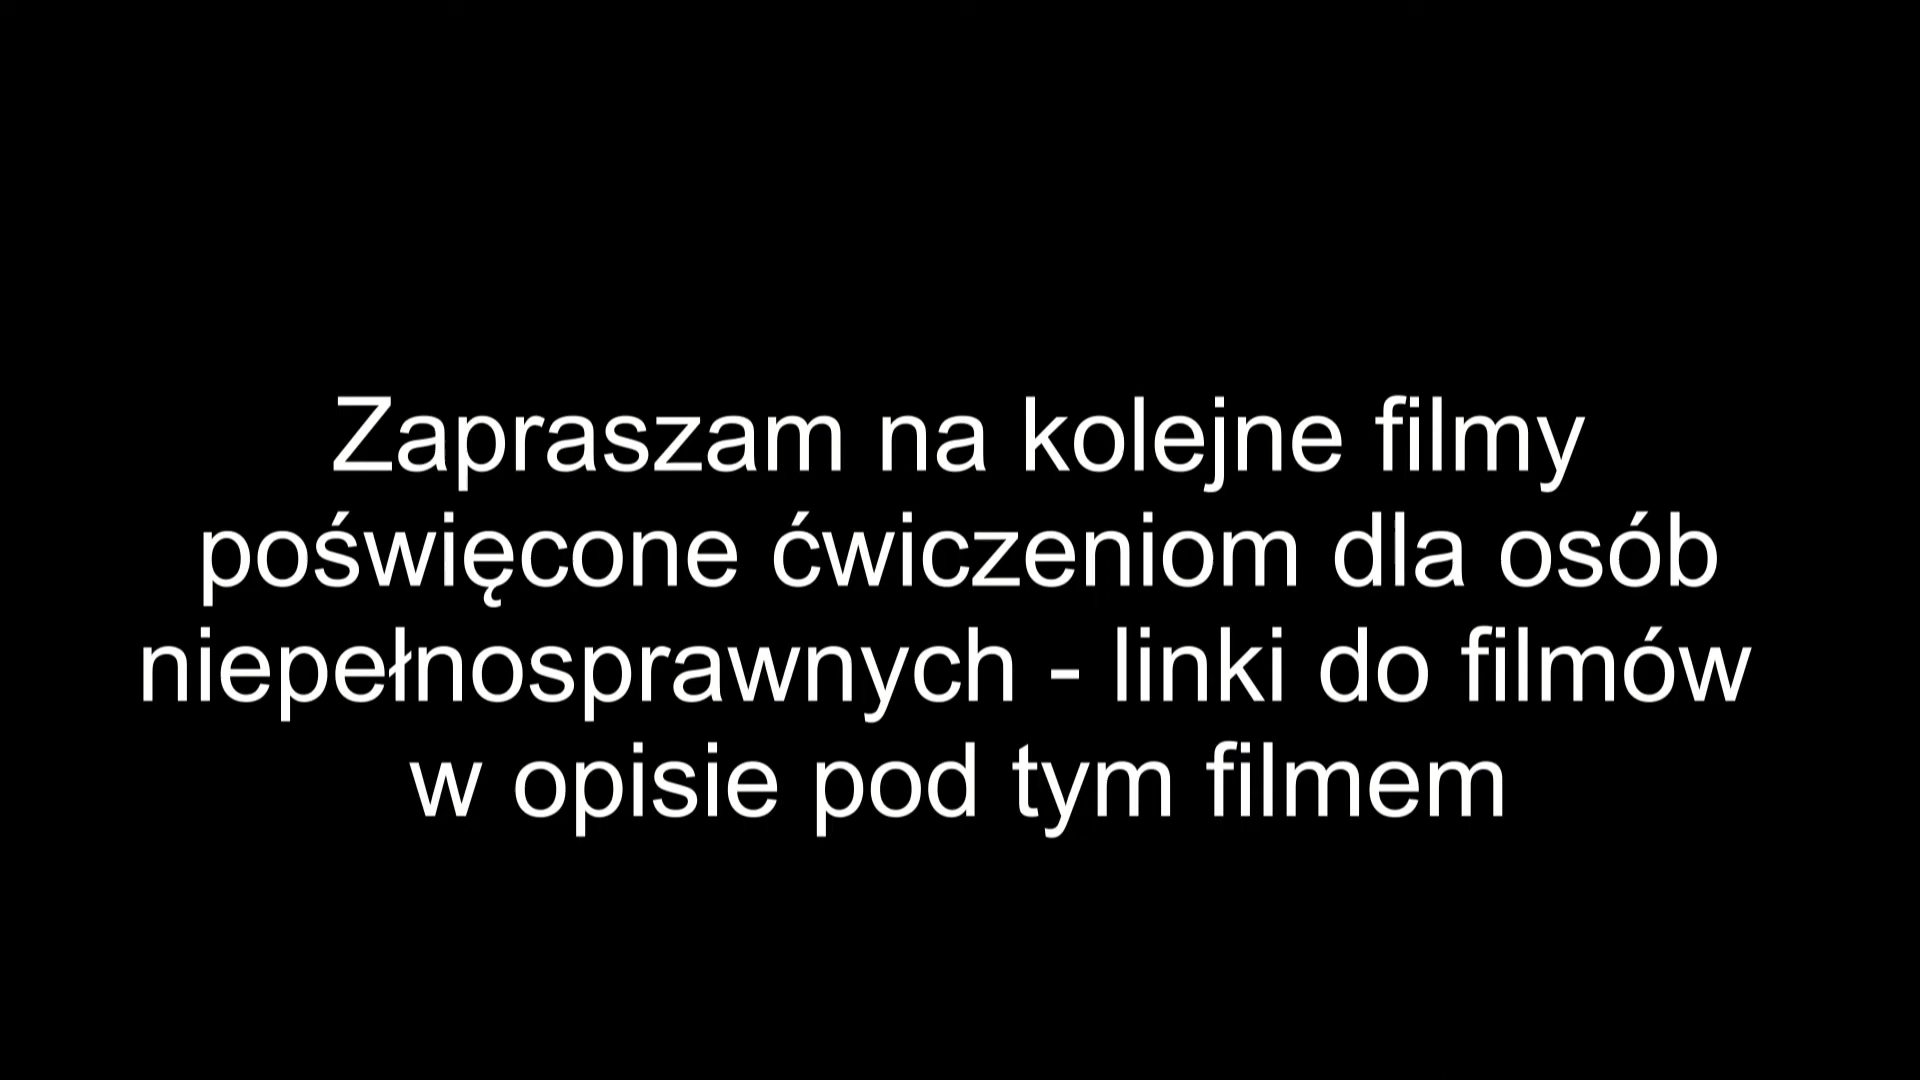 Zapraszam na kolejne filmy
poświęcone ćwiczeniom dla osób
niepełnosprawnych - linki do filmów
w opisie pod tym filmem